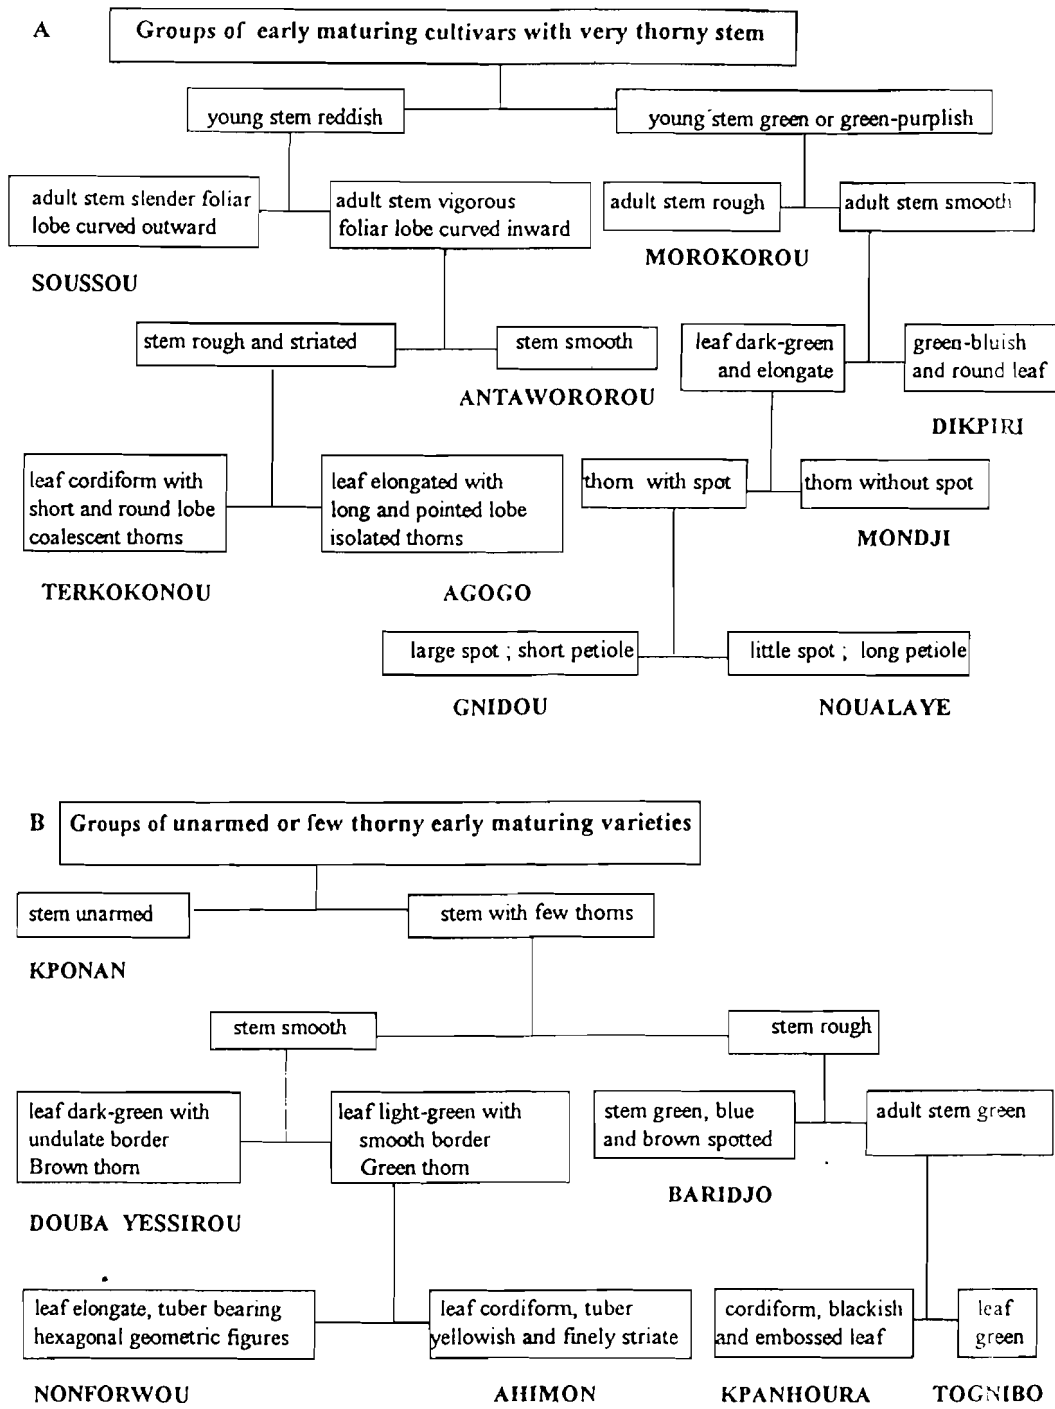 A
Groups of early maturing cultivars with very thorny stem
young stem reddish
young stem green or green-purplish
adult stem slender foliar
lobe curved outward
adult stem vigorous
foliar lobe curved inward
adult stem rough
adult stem smooth
SOUSSOU
MOROKOROU
stem rough and striated
stem smooth
leaf dark-green
and elongate
green-bluish
and round leaf
ANTAWOROROU
DIKPIRI
leaf cordiform with
short and round lobe
coalescent thorns
leaf elongated with
long and pointed lobe
isolated thorns
thorn with spot
thorn without spot
MONDJI
TERKOKONOU
AGOGO
large spot ; short petiole
little spot ; long petiole
GNIDOU
NOUALAYE
B
Groups of unarmed or few thorny early maturing varieties
stem unarmed
stem with few thorns
KPONAN
stem smooth
stem rough
leaf dark-green with
undulate border
Brown thorn
leaf light-green with
smooth border
Green thorn
stem green, blue
and brown spotted
adult stem green
DOUBA YESSIROU
BARIDJO
leaf elongate, tuber bearing
hexagonal geometric figures
leaf cordiform, tuber
yellowish and finely striate
cordiform, blackish
and embossed leaf
leaf
green
NONFORWOU
AHIMON
KPANHOURA
TOGNIBO